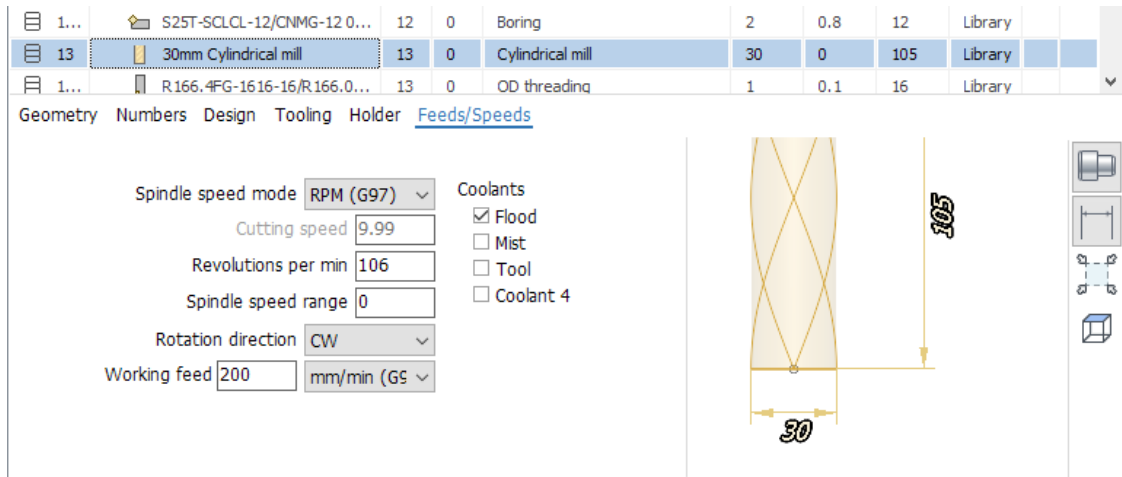 1... S25T-SCLCL-12/CNMG-12 0... 12 0 Boring 2 0.8 12 Library
13 30mm Cylindrical mill 13 0 Cylindrical mill 30 0 105 Library
1... R166.4FG-1616-16/R166.0... 13 0 OD threading 1 0.1 16 Library
Geometry Numbers Design Tooling Holder Feeds/Speeds
Spindle speed mode RPM (G97)
Cutting speed 9.99
Revolutions per min 106
Spindle speed range 0
Rotation direction CW
Working feed 200 mm/min (G9
Coolants
Flood
Mist
Tool
Coolant 4
105
30